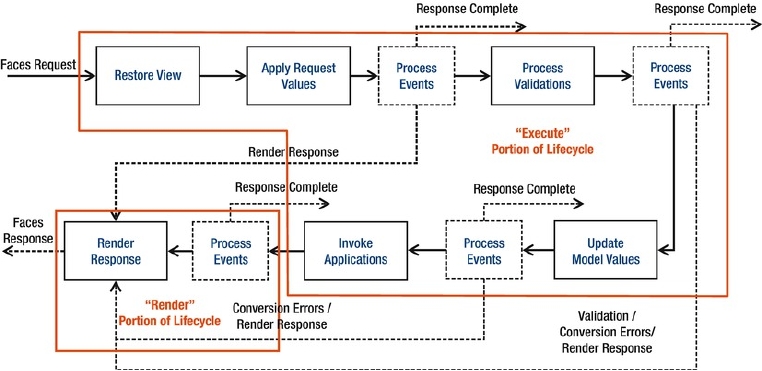 Response Complete
Response Complete
Faces Request
Restore View
Apply Request
Values
Process
Events
Process
Validations
Process
Events
“Execute”
Portion of Lifecycle
Render Response
Response Complete
Response Complete
Faces
Response
Render
Response
Process
Events
Invoke
Applications
Process
Events
Update
Model Values
“Render”
Portion of Lifecycle
Conversion Errors /
Render Response
Validation /
Conversion Errors/
Render Response